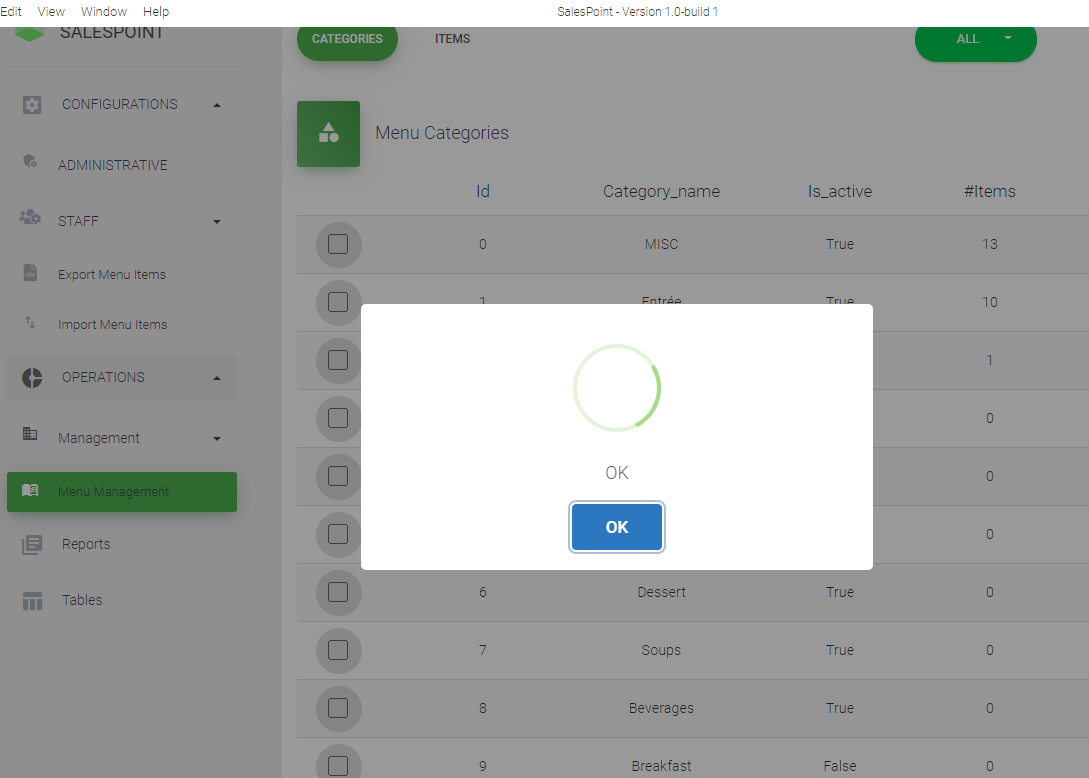 Edit View Window Help
SalesPoint - Version 1.0-build 1
SALESPOINT
CONFIGURATIONS
ADMINISTRATIVE
STAFF
Export Menu Items
Import Menu Items
OPERATIONS
Management
Menu Management
Reports
Tables
CATEGORIES ITEMS ALL
Menu Categories
Id Category_name Is_active #Items
0 MISC True 13
1 Entrée True 10
1
0
0
0
OK
OK
6 Dessert True 0
7 Soups True 0
8 Beverages True 0
9 Breakfast False 0